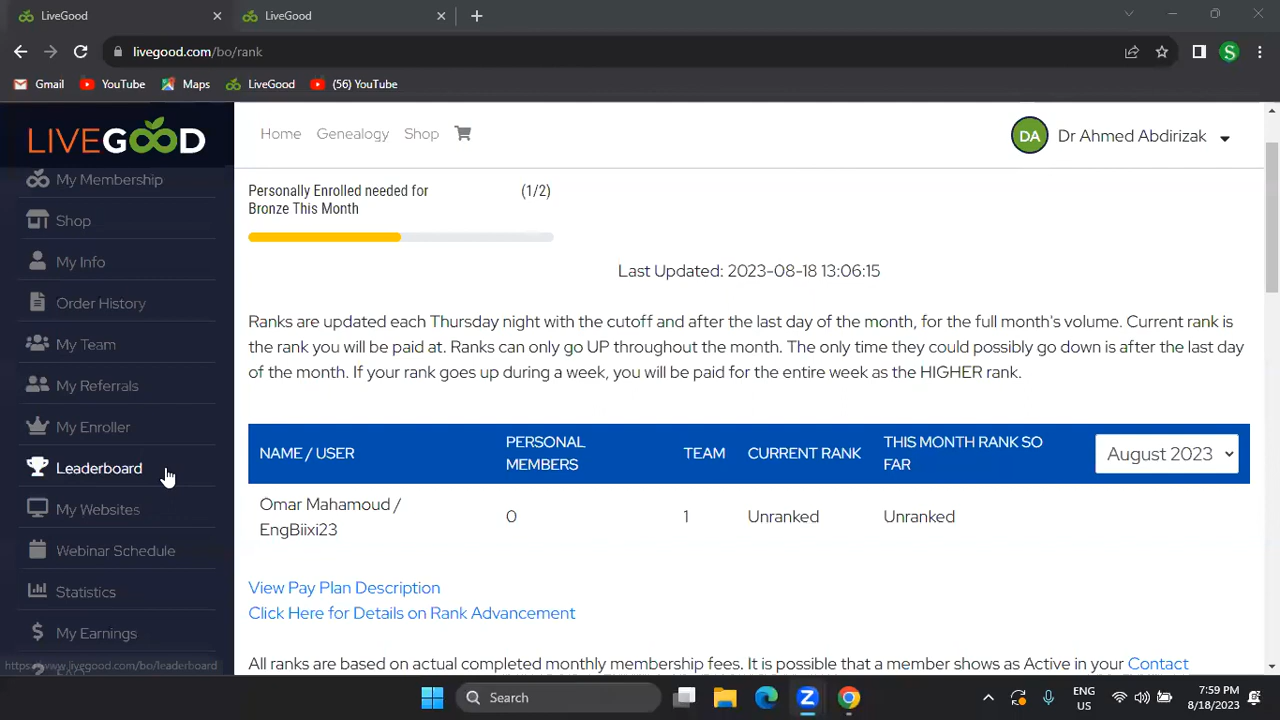 LiveGood
LiveGood
livegood.com/bo/rank
S
Gmail YouTube Maps LiveGood (56) YouTube
LIVEGOOD
My Membership
Shop
My Info
Order History
My Team
My Referrals
My Enroller
Leaderboard
My Websites
Webinar Schedule
Statistics
My Earnings
https://www.livegood.com/bo/leaderboard
Home Genealogy Shop
DA Dr Ahmed Abdirizak
Personally Enrolled needed for (1/2)
Bronze This Month
Last Updated: 2023-08-18 13:06:15
Ranks are updated each Thursday night with the cutoff and after the last day of the month, for the full month's volume. Current rank is
the rank you will be paid at. Ranks can only go UP throughout the month. The only time they could possibly go down is after the last day
of the month. If your rank goes up during a week, you will be paid for the entire week as the HIGHER rank.
NAME / USER PERSONAL MEMBERS TEAM CURRENT RANK THIS MONTH RANK SO FAR August 2023
Omar Mahamoud / EngBiixi23 0 1 Unranked Unranked
View Pay Plan Description
Click Here for Details on Rank Advancement
All ranks are based on actual completed monthly membership fees. It is possible that a member shows as Active in your Contact
Search
ENG
US
7:59 PM
8/18/2023